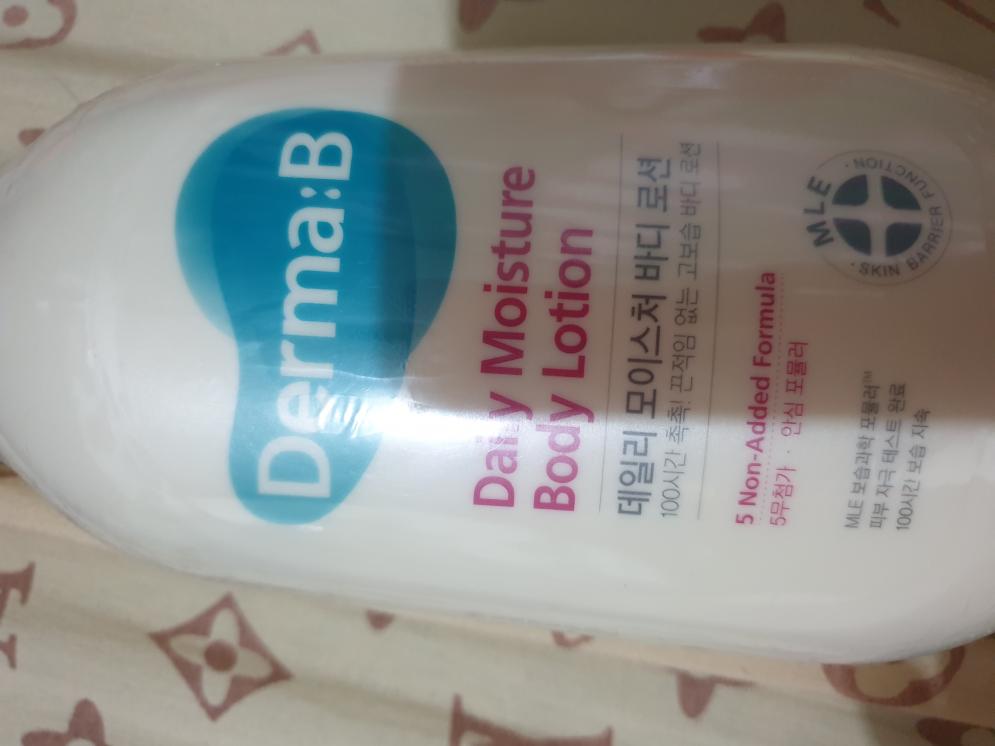 Derma:B
Daily Moisture
Body Lotion
데일리 모이스처 바디 로션
100시간 촉촉! 끈적임 없는 고보습 바디 로션
5 Non-Added Formula
5무첨가 · 안심 포뮬러
MLE
· SKIN BARRIER FUNCTION ·
MLE 보습과학 포뮬러™
피부 자극 테스트 완료
100시간 보습 지속